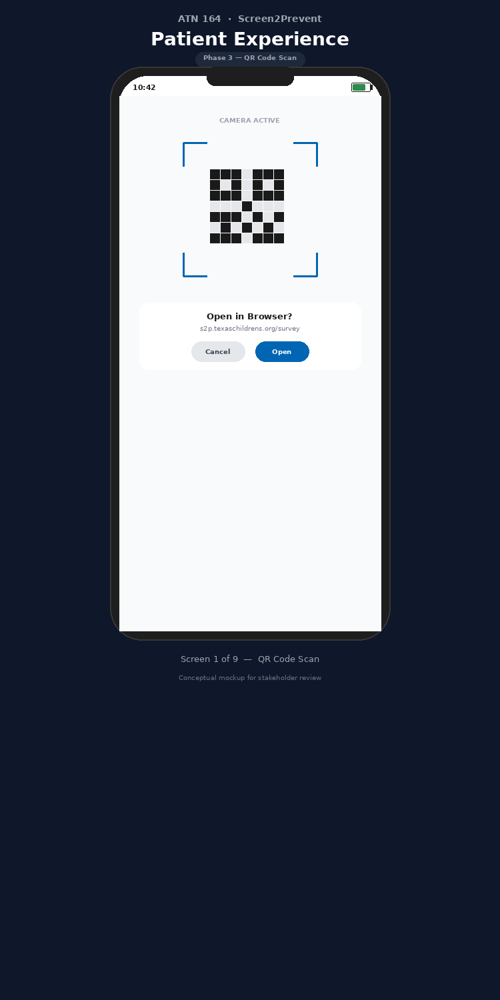 ATN 164 · Screen2Prevent
Patient Experience
Phase 3 — QR Code Scan
10:42
CAMERA ACTIVE
Open in Browser?
s2p.texaschildrens.org/survey
Cancel Open
Screen 1 of 9 — QR Code Scan
Conceptual mockup for stakeholder review